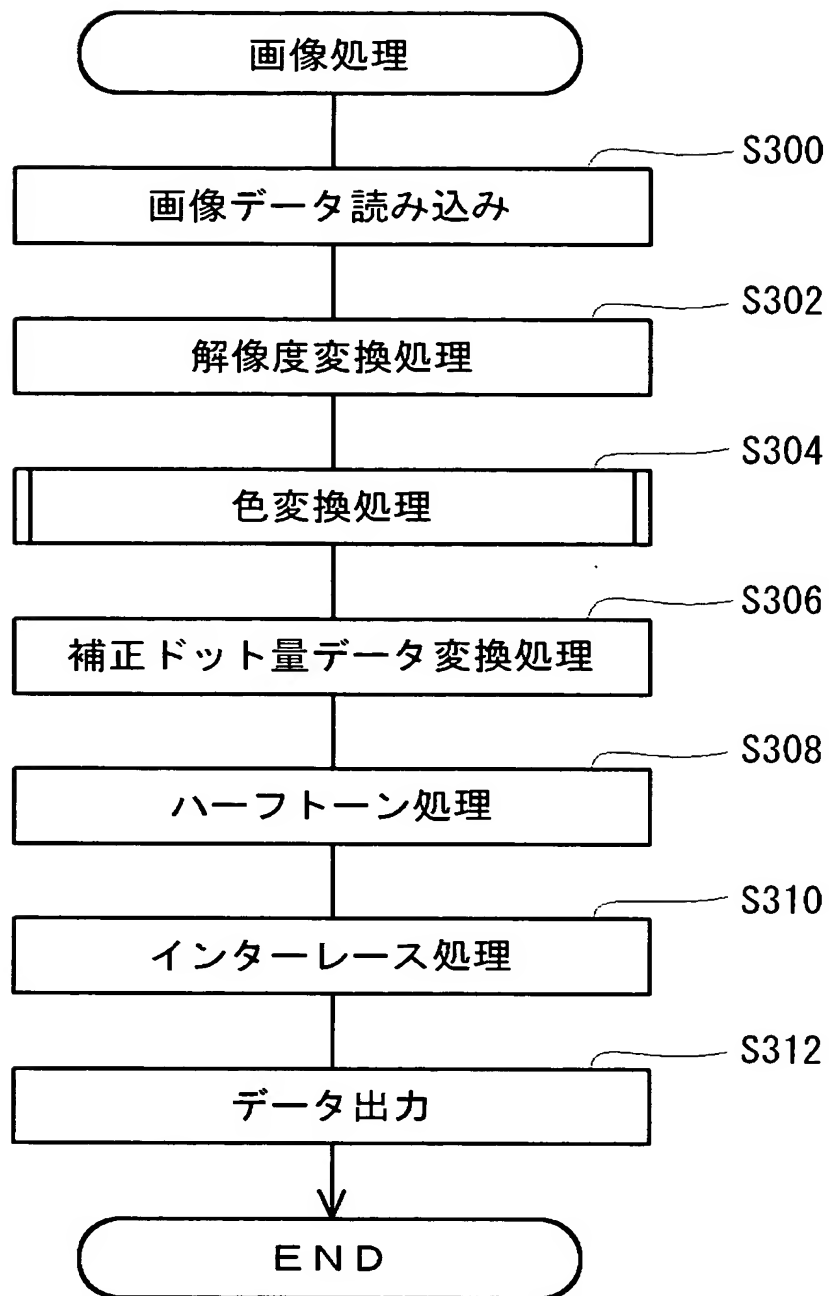 画像処理
S300
画像データ読み込み
S302
解像度変換処理
S304
色変換処理
S306
補正ドット量データ変換処理
S308
ハーフトーン処理
S310
インターレース処理
S312
データ出力
END